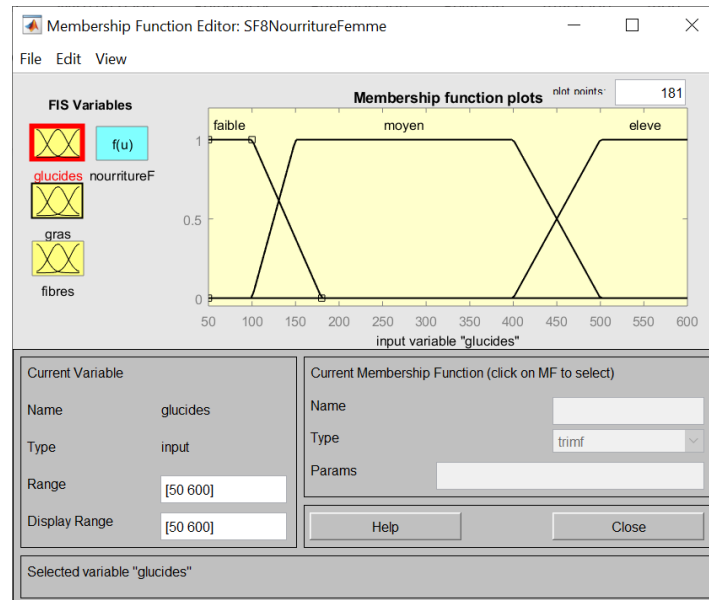 Membership Function Editor: SF8NourritureFemme
File Edit View
FIS Variables
glucides
f(u)
nourritureF
gras
fibres
Membership function plots
plot points:
181
faible
moyen
eleve
1
0.5
0
50 100 150 200 250 300 350 400 450 500 550 600
input variable "glucides"
Current Variable
Name glucides
Type input
Range [50 600]
Display Range [50 600]
Current Membership Function (click on MF to select)
Name
Type trimf
Params
Help
Close
Selected variable "glucides"